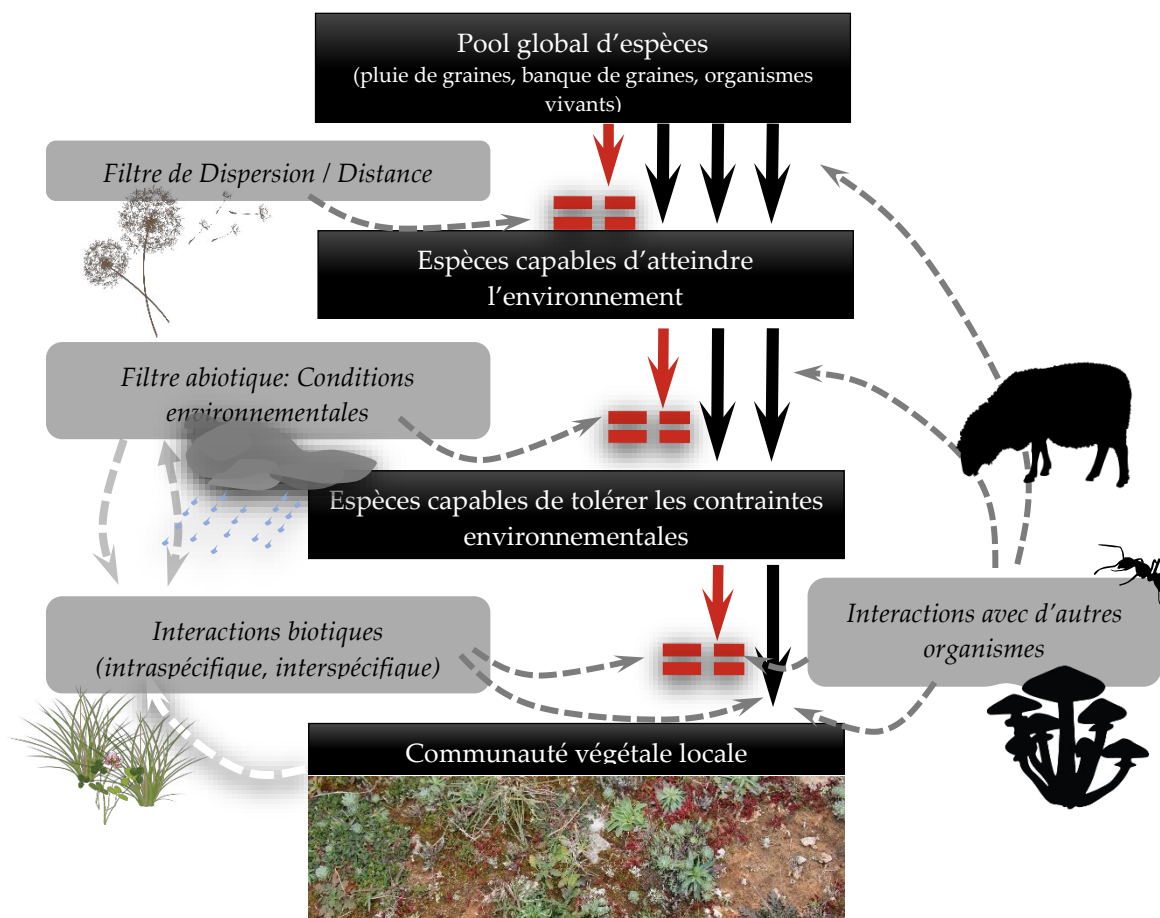 Pool global d’espèces
(pluie de graines, banque de graines, organismes
vivants)
Filtre de Dispersion / Distance
Espèces capables d’atteindre
l’environnement
Filtre abiotique: Conditions
environnementales
Espèces capables de tolérer les contraintes
environnementales
Interactions biotiques
(intraspécifique, interspécifique)
Interactions avec d’autres
organismes
Communauté végétale locale